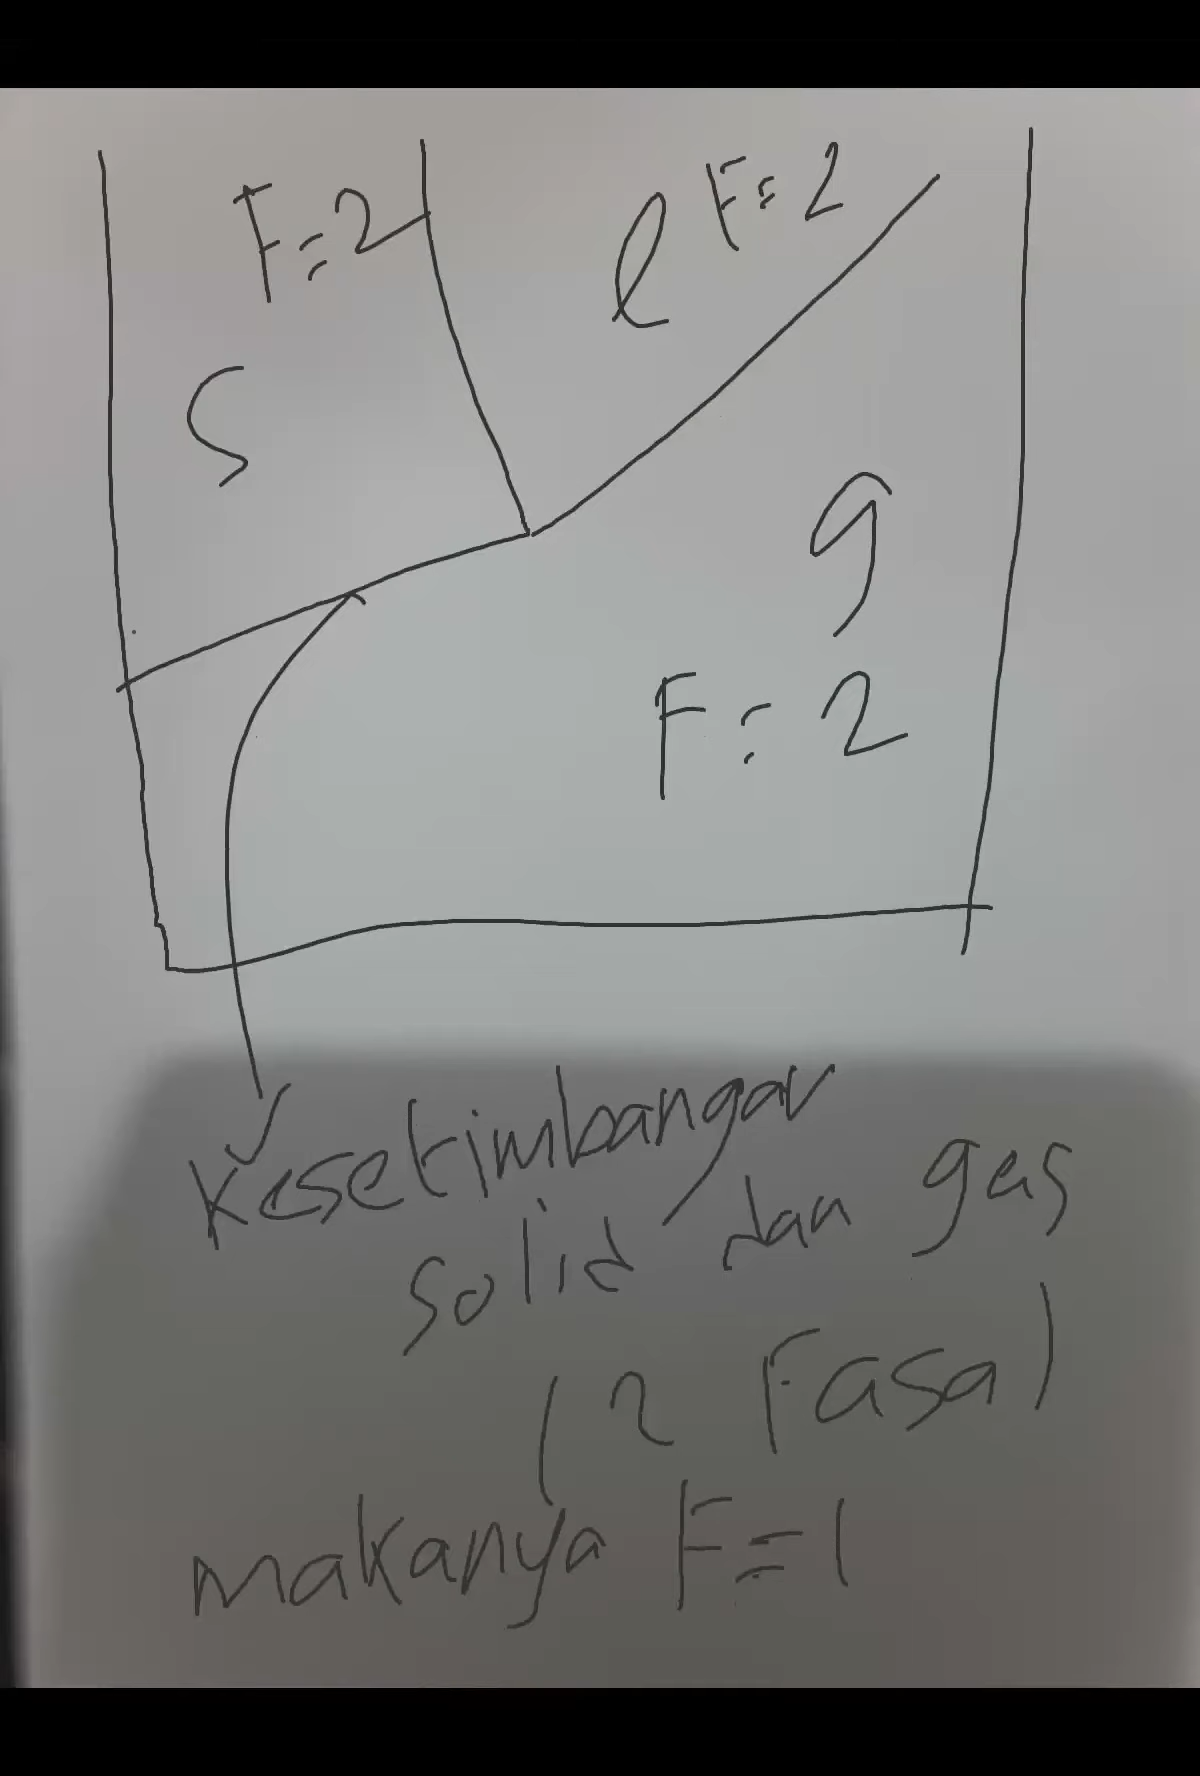 F=2
l F=2
S
g
F=2
Kesetimbangan
solid dan gas
(2 Fasa)
makanya F=1